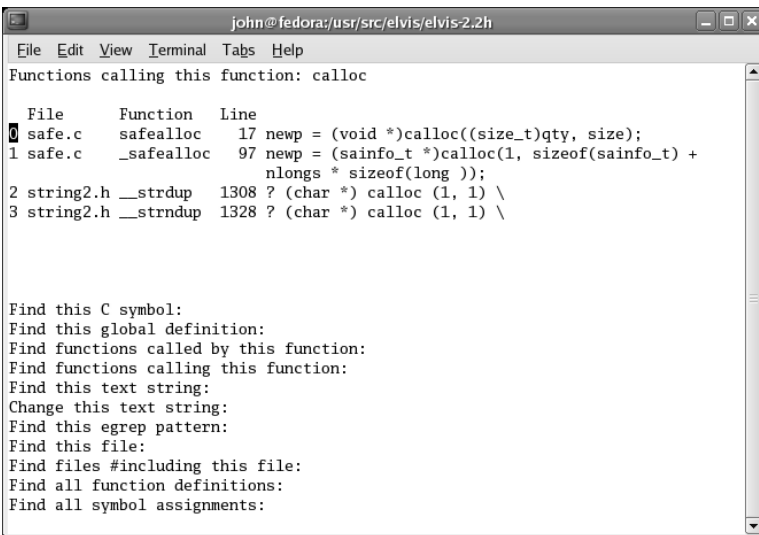 john@fedora:/usr/src/elvis/elvis-2.2h
File Edit View Terminal Tabs Help
Functions calling this function: calloc
  File      Function   Line
0 safe.c    safealloc    17 newp = (void *)calloc((size_t)qty, size);
1 safe.c    _safealloc   97 newp = (sainfo_t *)calloc(1, sizeof(sainfo_t) +
                            nlongs * sizeof(long ));
2 string2.h __strdup   1308 ? (char *) calloc (1, 1) \
3 string2.h __strndup  1328 ? (char *) calloc (1, 1) \
Find this C symbol:
Find this global definition:
Find functions called by this function:
Find functions calling this function:
Find this text string:
Change this text string:
Find this egrep pattern:
Find this file:
Find files #including this file:
Find all function definitions:
Find all symbol assignments: